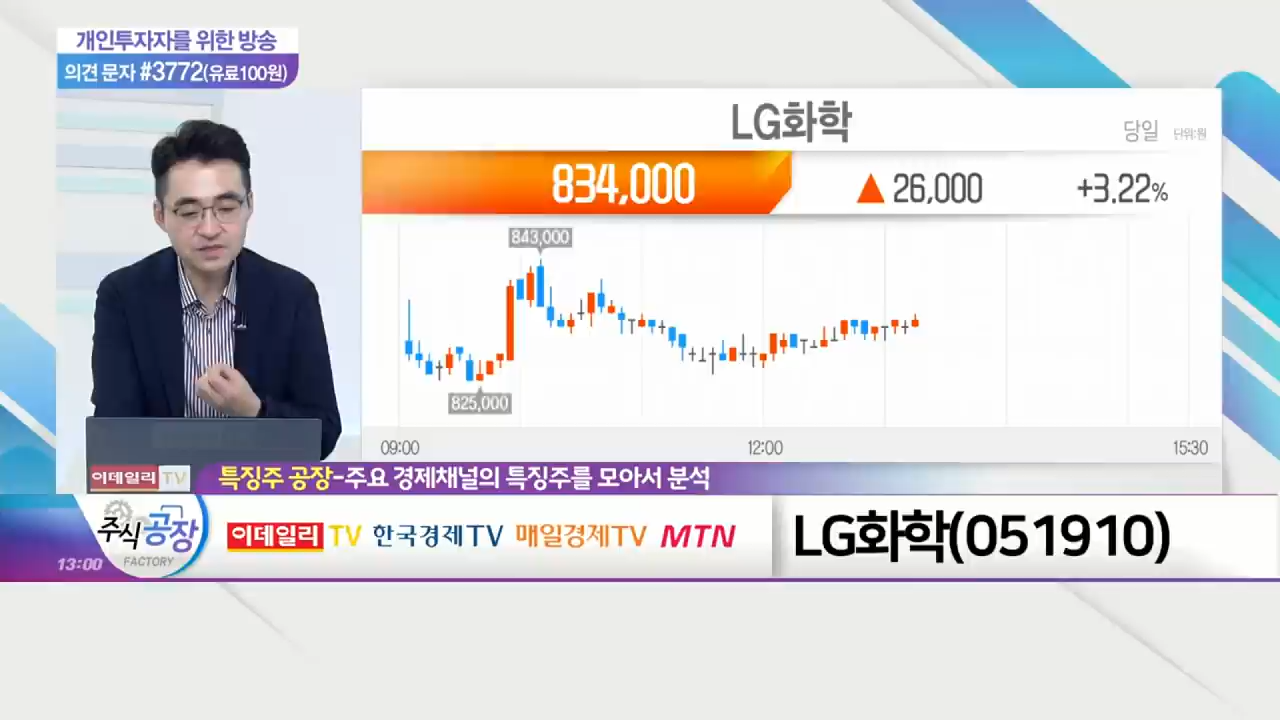 개인투자자를 위한 방송
의견 문자 #3772(유료100원)
LG화학
당일 단위:원
834,000 ▲ 26,000 +3.22%
843,000
825,000
09:00 12:00 15:30
이데일리 TV
특징주 공장-주요 경제채널의 특징주를 모아서 분석
주식공장
FACTORY
13:00
이데일리 TV 한국경제TV 매일경제TV MTN
LG화학(051910)